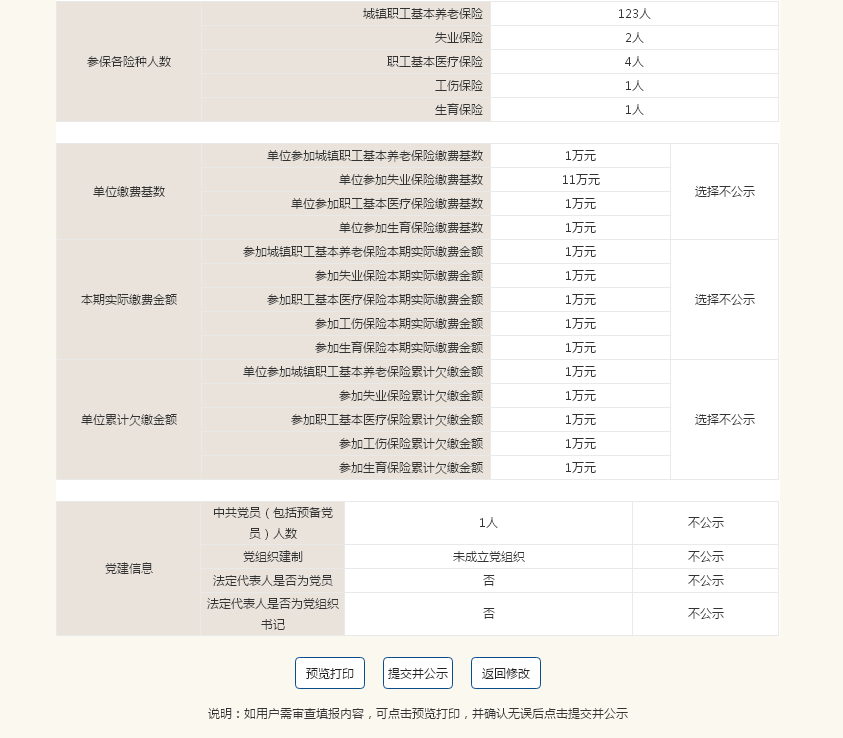 城镇职工基本养老保险 123人
失业保险 2人
参保各险种人数 职工基本医疗保险 4人
工伤保险 1人
生育保险 1人
单位参加城镇职工基本养老保险缴费基数 1万元
单位参加失业保险缴费基数 11万元
单位缴费基数 选择不公示
单位参加职工基本医疗保险缴费基数 1万元
单位参加生育保险缴费基数 1万元
参加城镇职工基本养老保险本期实际缴费金额 1万元
参加失业保险本期实际缴费金额 1万元
本期实际缴费金额 参加职工基本医疗保险本期实际缴费金额 1万元 选择不公示
参加工伤保险本期实际缴费金额 1万元
参加生育保险本期实际缴费金额 1万元
单位参加城镇职工基本养老保险累计欠缴金额 1万元
参加失业保险累计欠缴金额 1万元
单位累计欠缴金额 参加职工基本医疗保险累计欠缴金额 1万元 选择不公示
参加工伤保险累计欠缴金额 1万元
参加生育保险累计欠缴金额 1万元
中共党员（包括预备党
员）人数 1人 不公示
党组织建制 未成立党组织 不公示
党建信息
法定代表人是否为党员 否 不公示
法定代表人是否为党组织
书记 否 不公示
预览打印 提交并公示 返回修改
说明：如用户需审查填报内容，可点击预览打印，并确认无误后点击提交并公示